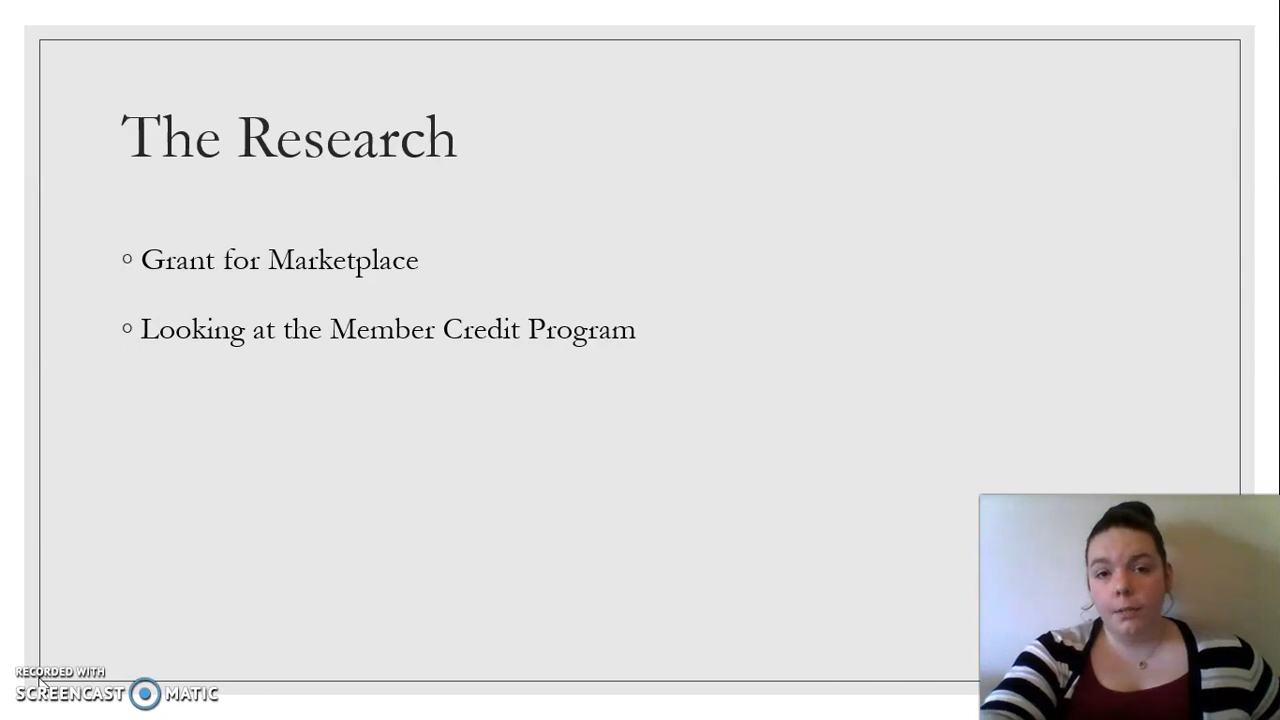 The Research
Grant for Marketplace
Looking at the Member Credit Program
RECORDED WITH
SCREENCAST MATIC